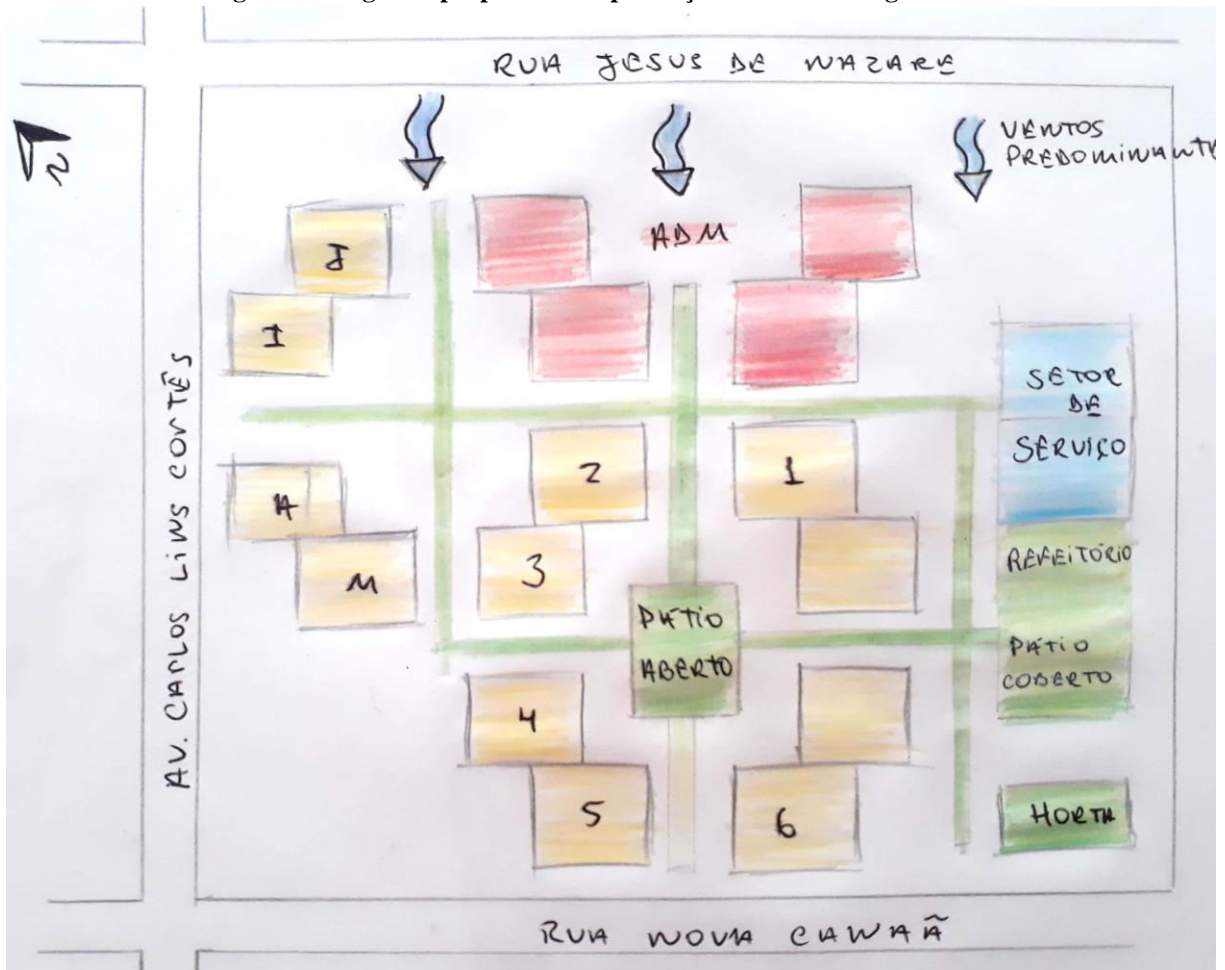 RUA JESUS DE NAZARE
N
VENTOS
PREDOMINANTE
ADM
J
I
SETOR
DE
SERVIÇO
2
1
A
M
3
REFEITÓRIO
PÁTIO
ABERTO
PÁTIO
COBERTO
4
5
6
HORTA
AV. CARLOS LINS CORTÊS
RUA NOVA CANAÃ